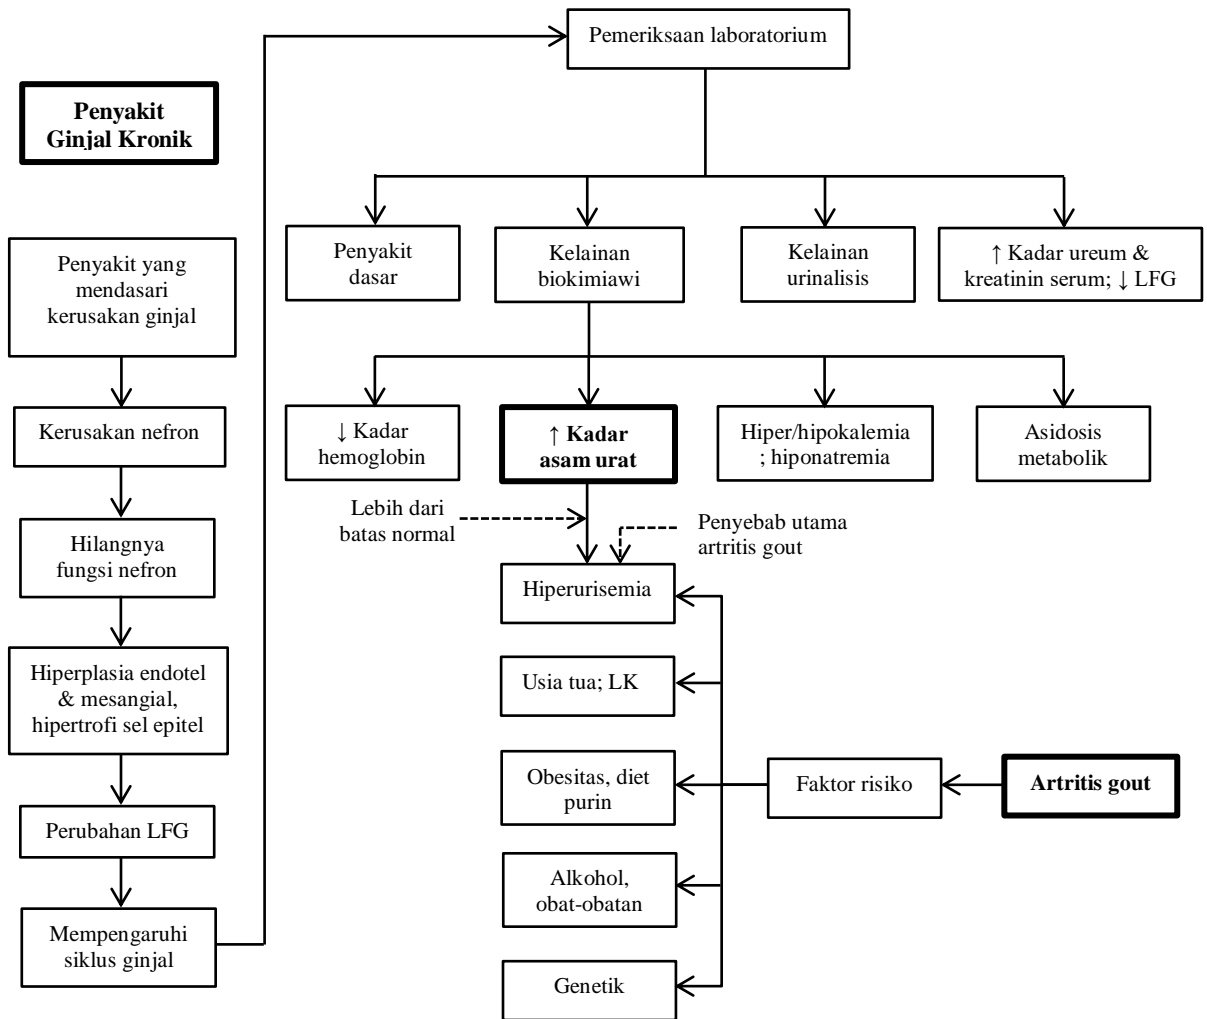 Pemeriksaan laboratorium
Penyakit
Ginjal Kronik
Penyakit yang
mendasari
kerusakan ginjal
Kerusakan nefron
Hilangnya
fungsi nefron
Hiperplasia endotel
& mesangial,
hipertrofi sel epitel
Perubahan LFG
Mempengaruhi
siklus ginjal
Penyakit
dasar
Kelainan
biokimiawi
Kelainan
urinalisis
↑ Kadar ureum &
kreatinin serum; ↓ LFG
↓ Kadar
hemoglobin
↑ Kadar
asam urat
Hiper/hipokalemia
; hiponatremia
Asidosis
metabolik
Lebih dari
batas normal
Penyebab utama
artritis gout
Hiperurisemia
Usia tua; LK
Obesitas, diet
purin
Faktor risiko
Artritis gout
Alkohol,
obat-obatan
Genetik